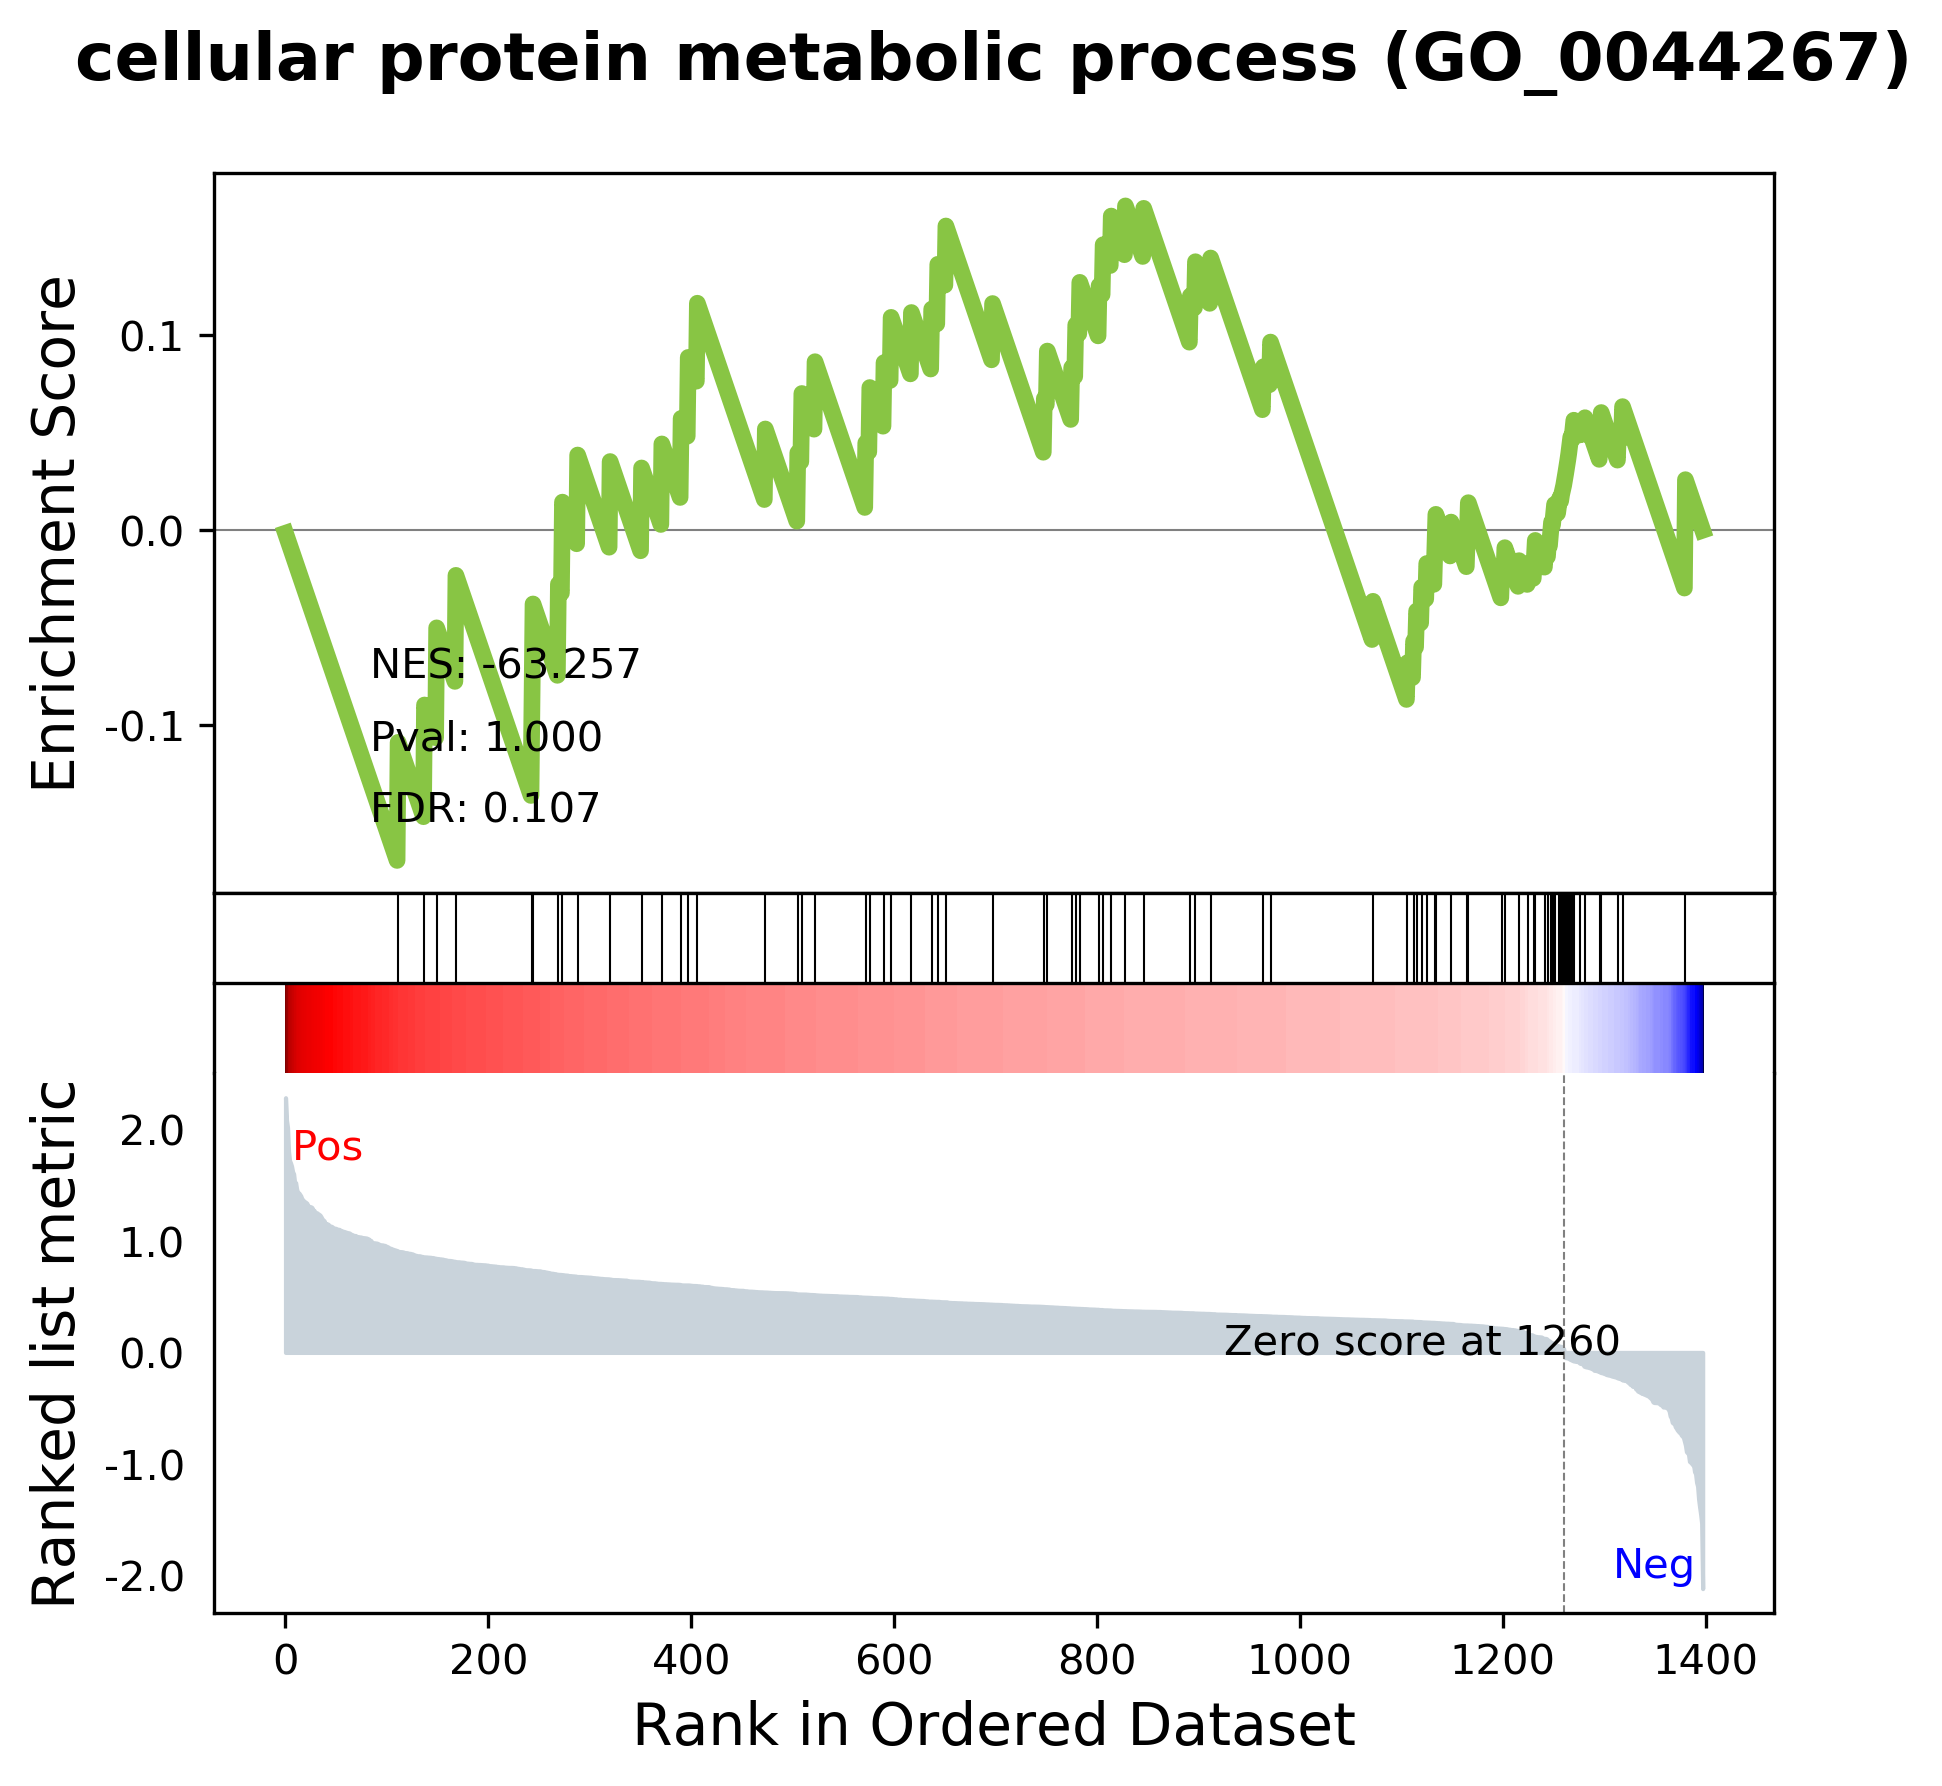 cellular protein metabolic process (GO_0044267)
Enrichment Score
0.1
0.0
-0.1
NES: -63.257
Pval: 1.000
FDR: 0.107
Ranked list metric
2.0
1.0
0.0
-1.0
-2.0
Pos
Zero score at 1260
Neg
0 200 400 600 800 1000 1200 1400
Rank in Ordered Dataset